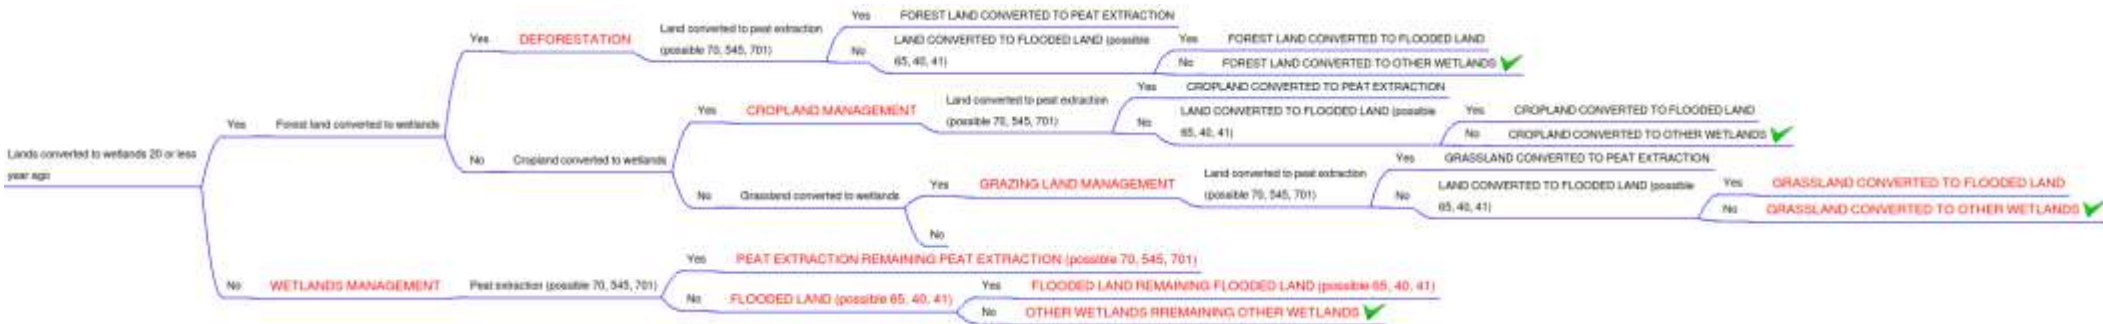 Yes FOREST LAND CONVERTED TO PEAT EXTRACTION
Land converted to peat extraction
(possible 70, 545, 701)
Yes DEFORESTATION
No LAND CONVERTED TO FLOODED LAND (possible
65, 40, 41)
Yes FOREST LAND CONVERTED TO FLOODED LAND
No FOREST LAND CONVERTED TO OTHER WETLANDS
Yes Forest land converted to wetlands
Yes CROPLAND MANAGEMENT
Land converted to peat extraction
(possible 70, 545, 701)
Yes CROPLAND CONVERTED TO PEAT EXTRACTION
No LAND CONVERTED TO FLOODED LAND (possible
65, 40, 41)
Yes CROPLAND CONVERTED TO FLOODED LAND
No CROPLAND CONVERTED TO OTHER WETLANDS
Lands converted to wetlands 20 or less
year ago
No Cropland converted to wetlands
No Grassland converted to wetlands
Yes GRAZING LAND MANAGEMENT
Land converted to peat extraction
(possible 70, 545, 701)
Yes GRASSLAND CONVERTED TO PEAT EXTRACTION
No LAND CONVERTED TO FLOODED LAND (possible
65, 40, 41)
Yes GRASSLAND CONVERTED TO FLOODED LAND
No GRASSLAND CONVERTED TO OTHER WETLANDS
No
No WETLANDS MANAGEMENT
Peat extraction (possible 70, 545, 701)
Yes PEAT EXTRACTION REMAINING PEAT EXTRACTION (possible 70, 545, 701)
No FLOODED LAND (possible 65, 40, 41)
Yes FLOODED LAND REMAINING FLOODED LAND (possible 65, 40, 41)
No OTHER WETLANDS RREMAINING OTHER WETLANDS